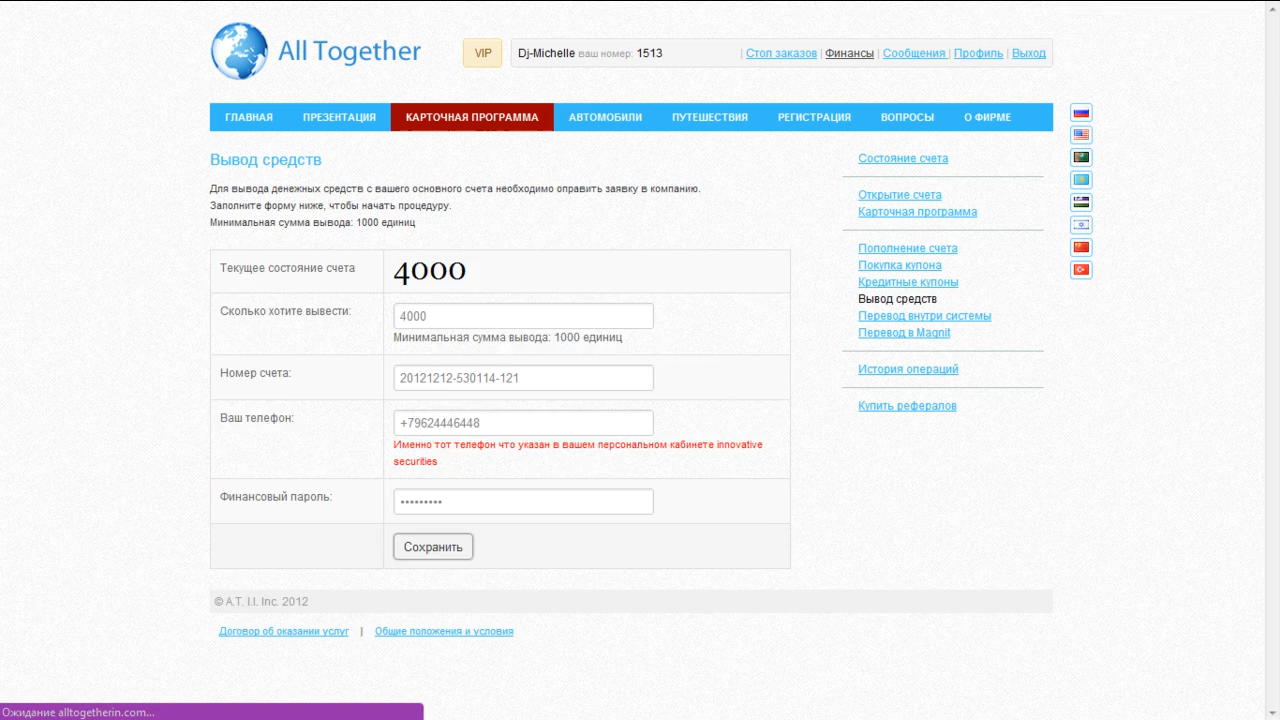 All Together
VIP
Dj-Michelle ваш номер: 1513
| Стол заказов | Финансы | Сообщения | Профиль | Выход
ГЛАВНАЯ ПРЕЗЕНТАЦИЯ КАРТОЧНАЯ ПРОГРАММА АВТОМОБИЛИ ПУТЕШЕСТВИЯ РЕГИСТРАЦИЯ ВОПРОСЫ О ФИРМЕ
Вывод средств
Для вывода денежных средств с вашего основного счета необходимо оправить заявку в компанию.
Заполните форму ниже, чтобы начать процедуру.
Минимальная сумма вывода: 1000 единиц
Текущее состояние счета 4000
Сколько хотите вывести: 4000
Минимальная сумма вывода: 1000 единиц
Номер счета: 20121212-530114-121
Ваш телефон: +79624446448
Именно тот телефон что указан в вашем персональном кабинете innovative
securities
Финансовый пароль: •••••••••
Сохранить
Состояние счета
Открытие счета
Карточная программа
Пополнение счета
Покупка купона
Кредитные купоны
Вывод средств
Перевод внутри системы
Перевод в Magnit
История операций
Купить рефералов
© A.T. I.I. Inc. 2012
Договор об оказании услуг | Общие положения и условия
Ожидание alltogetherin.com...